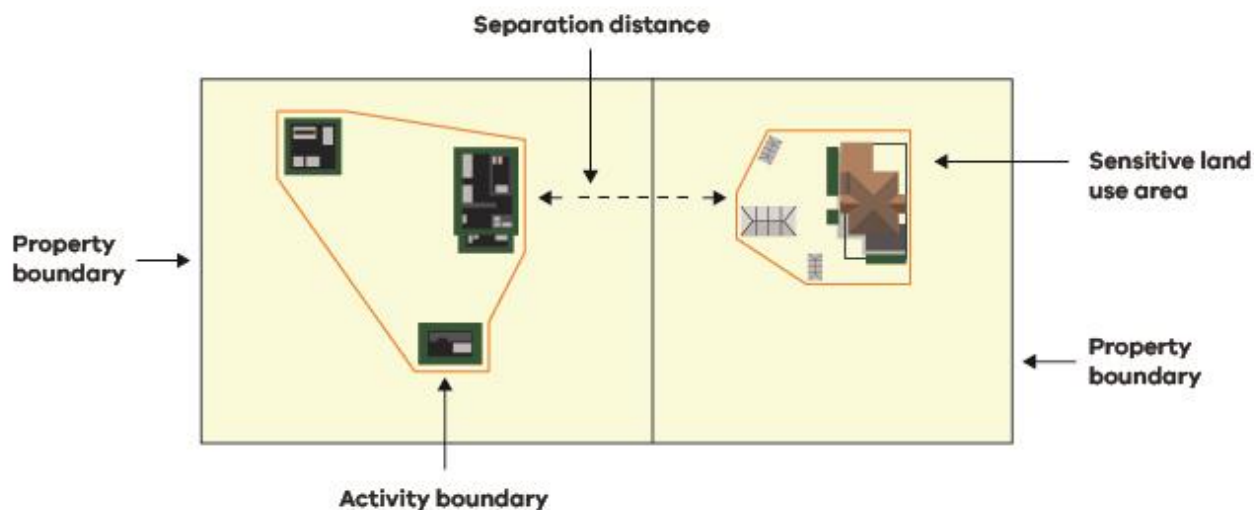 Separation distance
Sensitive land
use area
Property
boundary
Property
boundary
Activity boundary